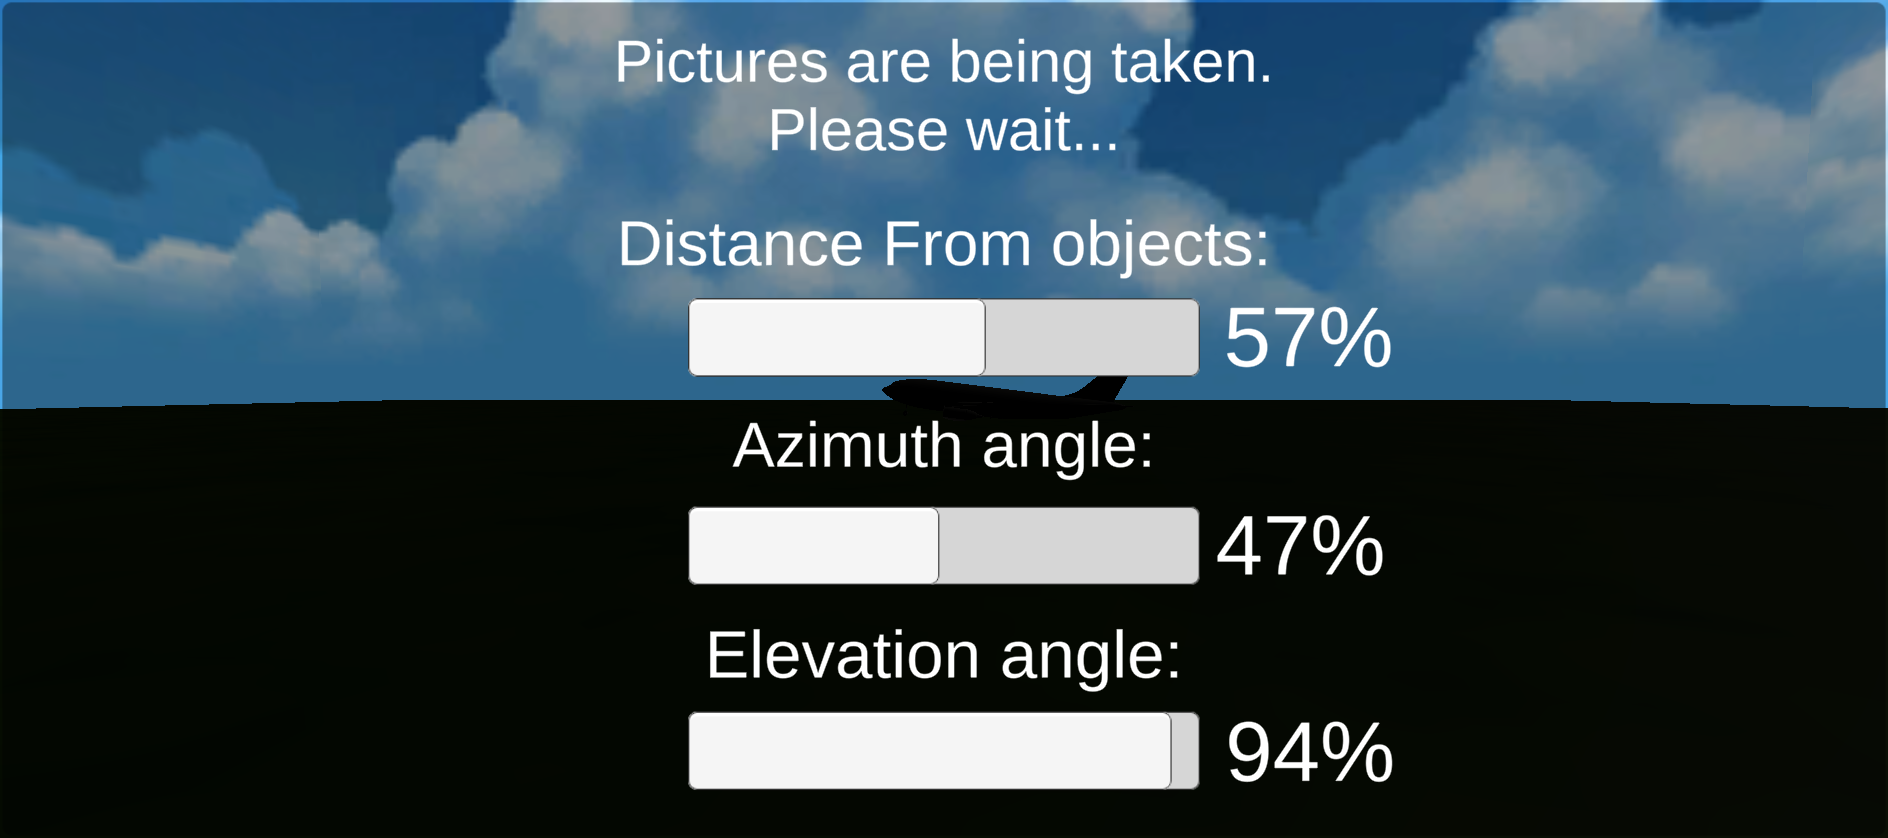 Pictures are being taken.
Please wait...
Distance From objects:
57%
Azimuth angle:
47%
Elevation angle:
94%